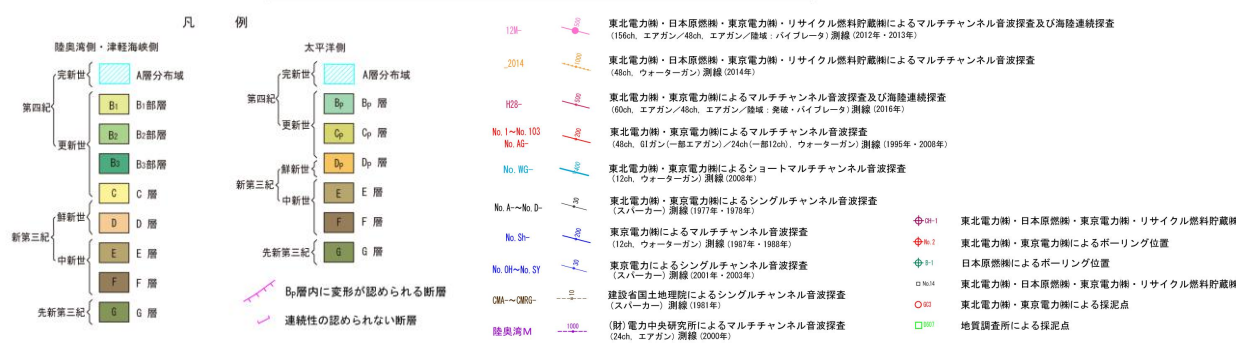 凡 例
陸奥湾側・津軽海峡側
第四紀
完新世
A層分布域
更新世
B1 B1部層
B2 B2部層
B3 B3部層
C C 層
新第三紀
鮮新世
D D 層
中新世
E E 層
F F 層
先新第三紀
G G 層
太平洋側
第四紀
完新世
A層分布域
更新世
BP BP 層
CP CP 層
新第三紀
鮮新世
DP DP 層
中新世
E E 層
F F 層
先新第三紀
G G 層
BP層内に変形が認められる断層
連続性の認められない断層
12M- 500 東北電力㈱・日本原燃㈱・東京電力㈱・リサイクル燃料貯蔵㈱によるマルチチャンネル音波探査及び海陸連続探査
(156ch, エアガン/48ch, エアガン/陸域：バイブレータ) 測線 (2012年・2013年)
_2014 1000 東北電力㈱・日本原燃㈱・東京電力㈱・リサイクル燃料貯蔵㈱によるマルチチャンネル音波探査
(48ch, ウォーターガン) 測線 (2014年)
H28- 500 東北電力㈱・東京電力㈱によるマルチチャンネル音波探査及び海陸連続探査
(60ch, エアガン/48ch, エアガン/陸域：発破・バイブレータ) 測線 (2016年)
No.1～No.103
No.AG- 200 東北電力㈱・東京電力㈱によるマルチチャンネル音波探査
(48ch, GIガン(一部エアガン)/24ch(一部12ch), ウォーターガン) 測線 (1995年・2008年)
No.WG- 400 東北電力㈱・東京電力㈱によるショートマルチチャンネル音波探査
(12ch, ウォーターガン) 測線 (2008年)
No.A-～No.D- 30 東北電力㈱・東京電力㈱によるシングルチャンネル音波探査
(スパーカー) 測線 (1977年・1978年)
No.Sh- 200 東京電力㈱によるマルチチャンネル音波探査
(12ch, ウォーターガン) 測線 (1987年・1988年)
No.OH～No.SY 30 東京電力によるシングルチャンネル音波探査
(スパーカー) 測線 (2001年・2003年)
CMA-～CMRG- 10 建設省国土地理院によるシングルチャンネル音波探査
(スパーカー) 測線 (1981年)
陸奥湾M 1000 (財)電力中央研究所によるマルチチャンネル音波探査
(24ch, エアガン) 測線 (2000年)
OH-1 東北電力㈱・日本原燃㈱・東京電力㈱・リサイクル燃料貯蔵㈱
No.2 東北電力㈱・東京電力㈱によるボーリング位置
B-1 日本原燃㈱によるボーリング位置
No.14 東北電力㈱・日本原燃㈱・東京電力㈱・リサイクル燃料貯蔵㈱
GC3 東北電力㈱・東京電力㈱による採泥点
地質調査所による採泥点